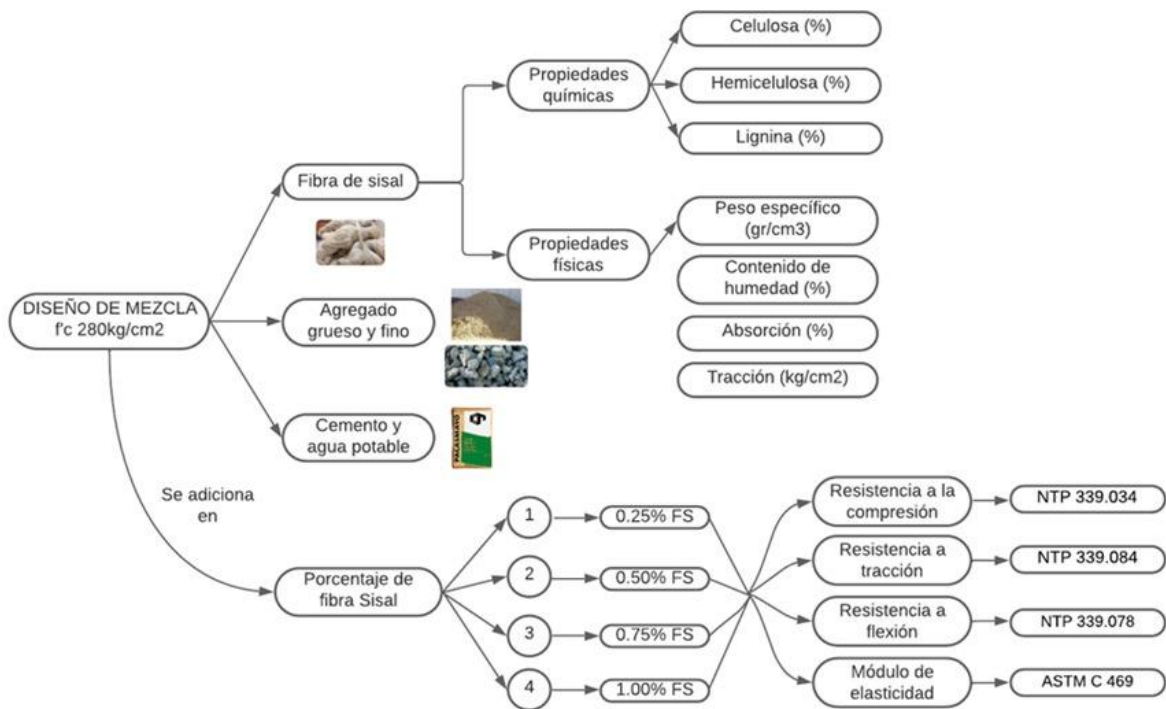 Celulosa (%)
Propiedades
químicas
Hemicelulosa (%)
Lignina (%)
Fibra de sisal
Propiedades
físicas
Peso específico
(gr/cm3)
Contenido de
humedad (%)
Absorción (%)
Tracción (kg/cm2)
DISEÑO DE MEZCLA
f'c 280kg/cm2
Agregado
grueso y fino
Cemento y
agua potable
PACASMAYO
Se adiciona
en
Porcentaje de
fibra Sisal
1
0.25% FS
2
0.50% FS
3
0.75% FS
4
1.00% FS
Resistencia a la
compresión
NTP 339.034
Resistencia a
tracción
NTP 339.084
Resistencia a
flexión
NTP 339.078
Módulo de
elasticidad
ASTM C 469